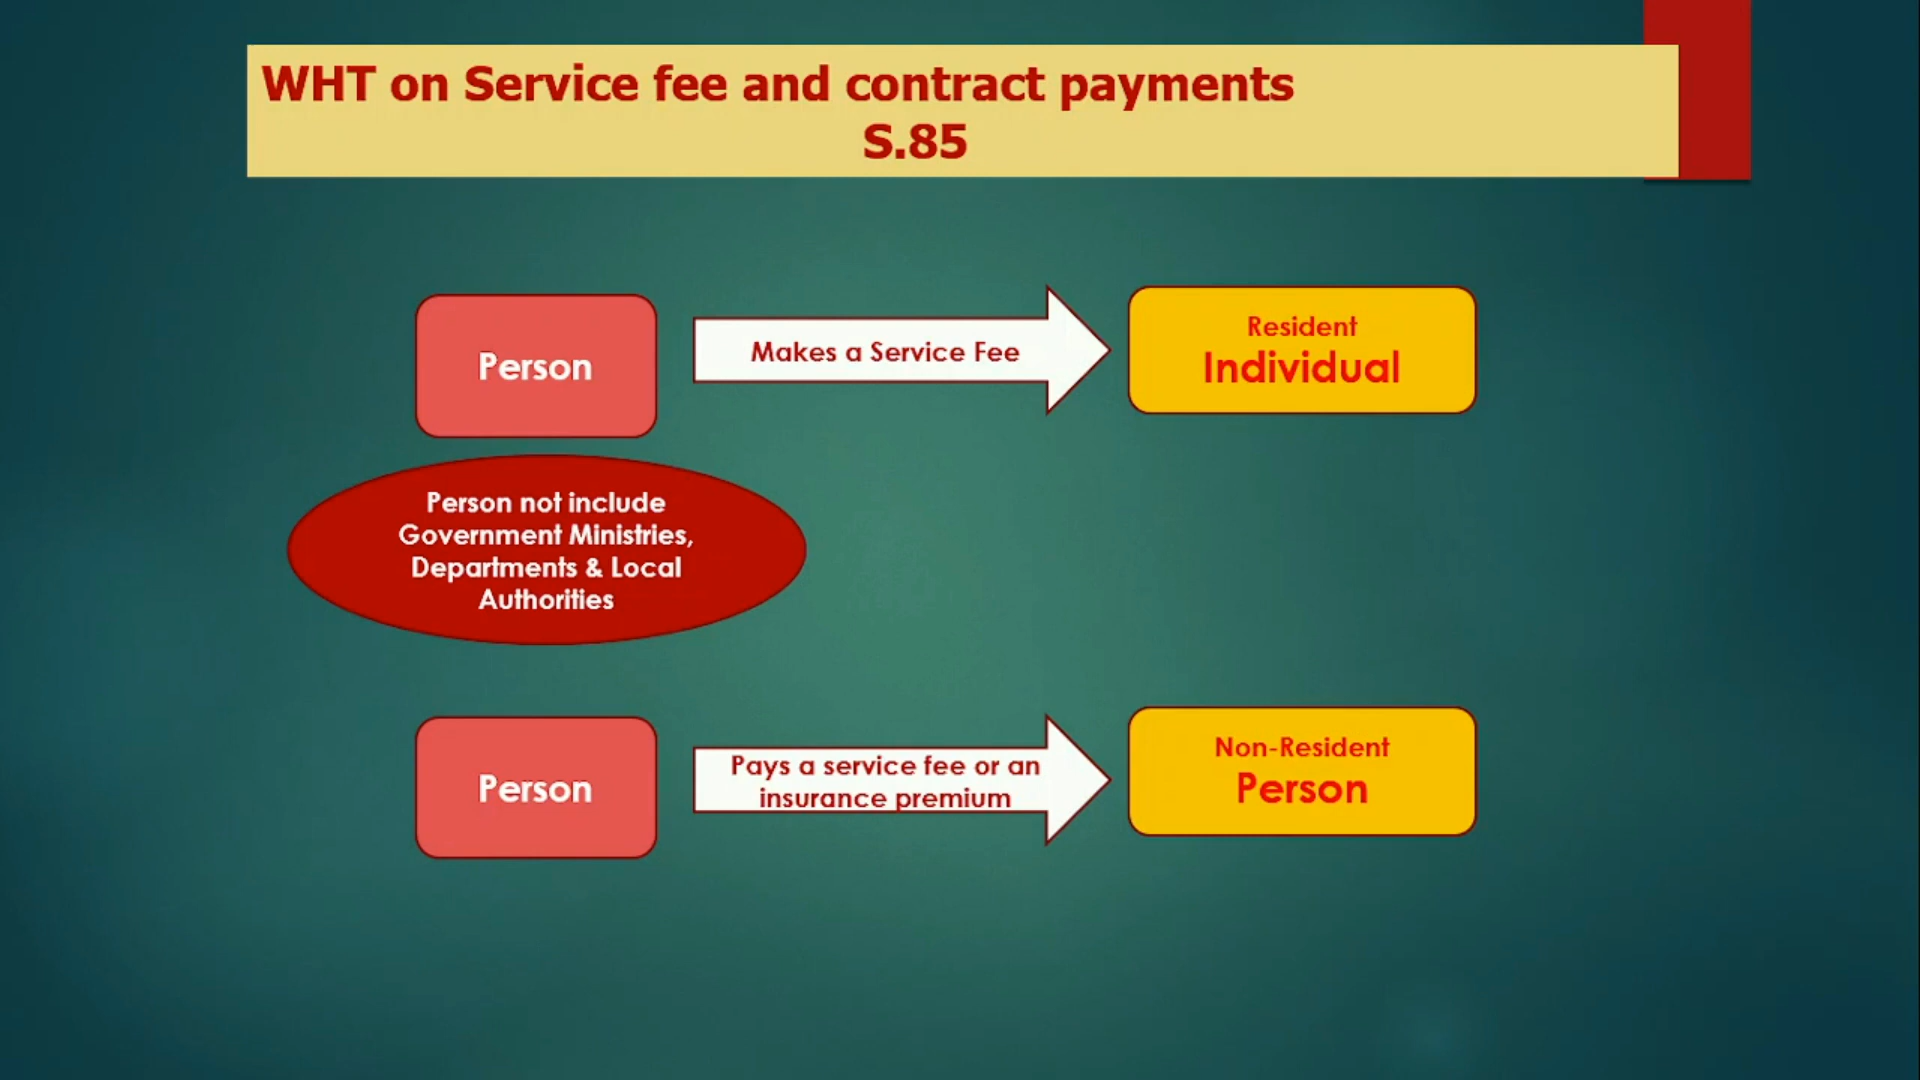 WHT on Service fee and contract payments
S.85
Person
Makes a Service Fee
Resident
Individual
Person not include
Government Ministries,
Departments & Local
Authorities
Person
Pays a service fee or an
insurance premium
Non-Resident
Person